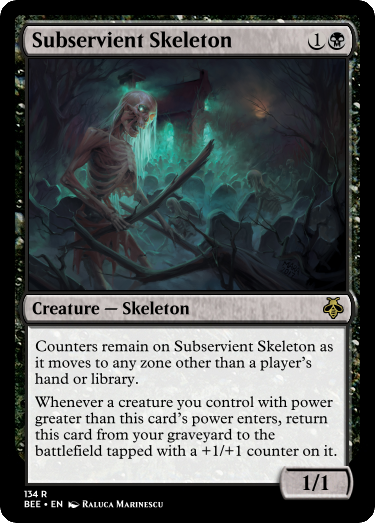 Subservient Skeleton 1
Creature — Skeleton
Counters remain on Subservient Skeleton as
it moves to any zone other than a player's
hand or library.
Whenever a creature you control with power
greater than this card's power enters, return
this card from your graveyard to the
battlefield tapped with a +1/+1 counter on it.
1/1
134 R
BEE • EN Raluca Marinescu